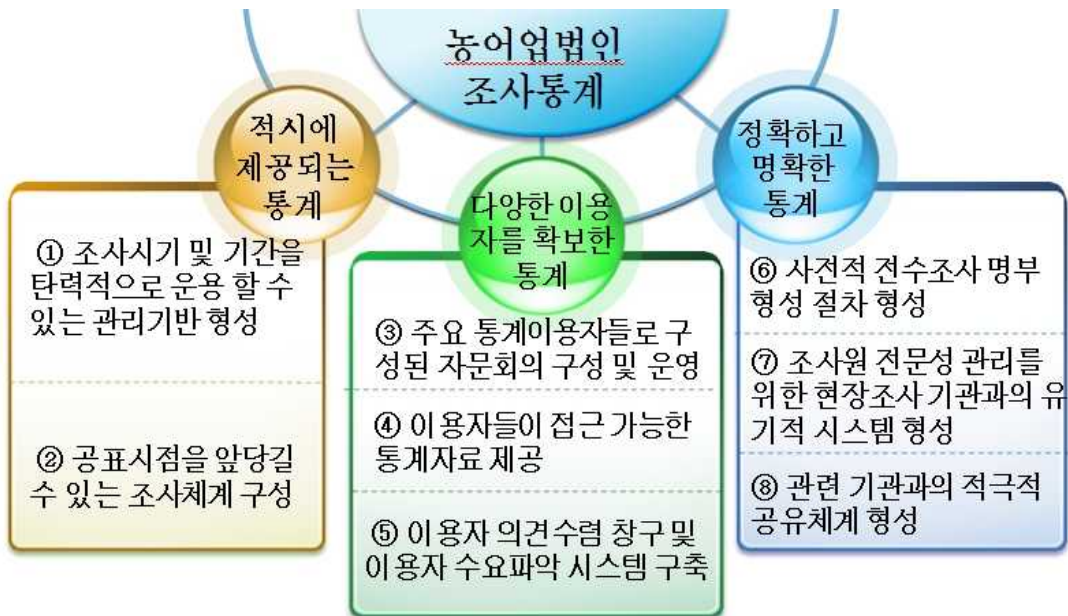 농어업법인
조사통계
적시에
제공되는
통계
① 조사시기 및 기간을
탄력적으로 운용 할 수
있는 관리기반 형성
② 공표시점을 앞당길
수 있는 조사체계 구성
다양한 이용
자를 확보한
통계
③ 주요 통계이용자들로 구
성된 자문회의 구성 및 운영
④ 이용자들이 접근 가능한
통계자료 제공
⑤ 이용자 의견수렴 창구 및
이용자 수요파악 시스템 구축
정확하고
명확한
통계
⑥ 사전적 전수조사 명부
형성 절차 형성
⑦ 조사원 전문성 관리를
위한 현장조사 기관과의 유
기적 시스템 형성
⑧ 관련 기관과의 적극적
공유체계 형성